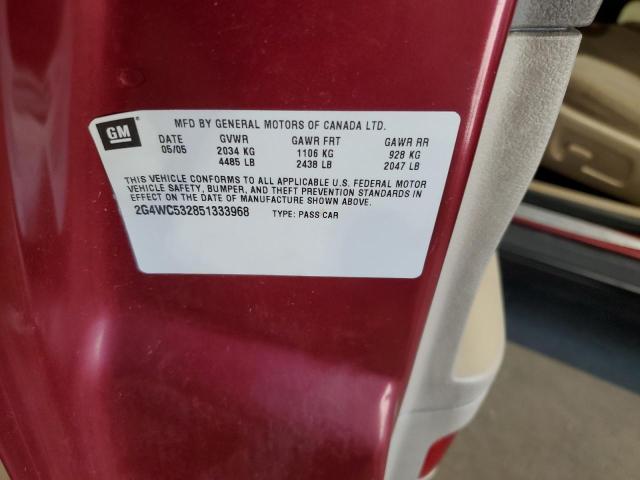 GM
MFD BY GENERAL MOTORS OF CANADA LTD.
DATE GVWR GAWR FRT GAWR RR
05/05 2034 KG 1106 KG 928 KG
4485 LB 2438 LB 2047 LB
THIS VEHICLE CONFORMS TO ALL APPLICABLE U.S. FEDERAL MOTOR
VEHICLE SAFETY, BUMPER, AND THEFT PREVENTION STANDARDS IN
EFFECT ON THE DATE OF MANUFACTURE SHOWN ABOVE.
2G4WC532851333968 TYPE: PASS CAR